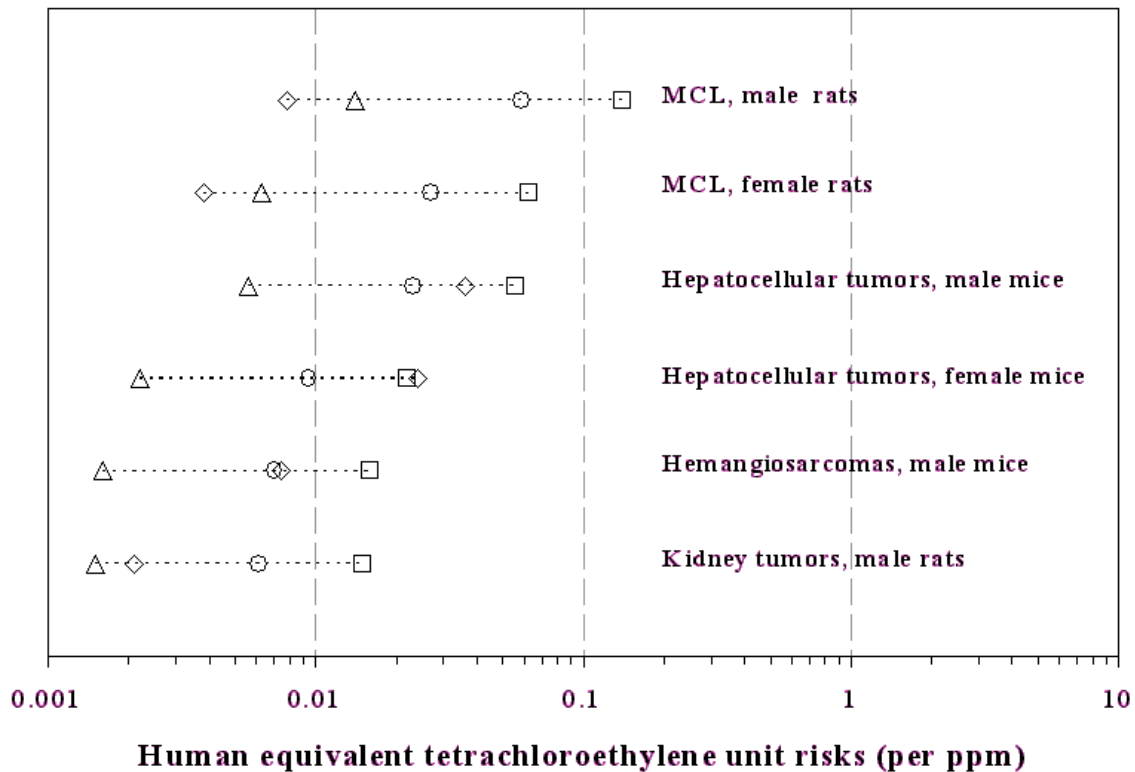 MCL, male rats
MCL, female rats
Hepatocellular tumors, male mice
Hepatocellular tumors, female mice
Hemangiosarcomas, male mice
Kidney tumors, male rats
0.001 0.01 0.1 1 10
Human equivalent tetrachloroethylene unit risks (per ppm)